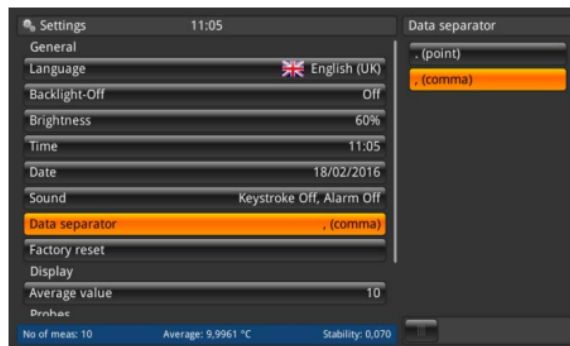 Settings 11:05
General
Language English (UK)
Backlight-Off Off
Brightness 60%
Time 11:05
Date 18/02/2016
Sound Keystroke Off, Alarm Off
Data separator , (comma)
Factory reset
Display
Average value 10
Probes
No of meas: 10 Average: 9,9961 °C Stability: 0,070
Data separator
. (point)
, (comma)